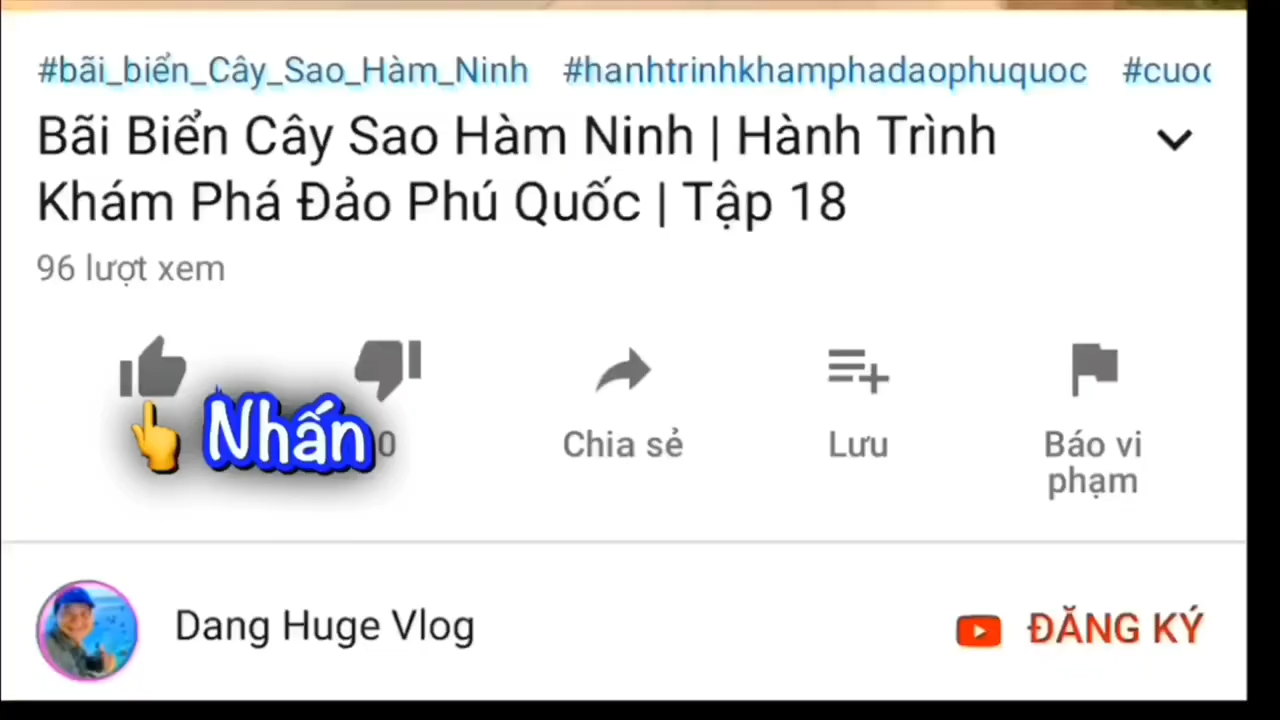 #bãi_biển_Cây_Sao_Hàm_Ninh #hanhtrinhkhamphadaophuquoc #cuoc
Bãi Biển Cây Sao Hàm Ninh | Hành Trình
Khám Phá Đảo Phú Quốc | Tập 18
96 lượt xem
Nhấn
0
Chia sẻ
Lưu
Báo vi
phạm
Dang Huge Vlog
ĐĂNG KÝ